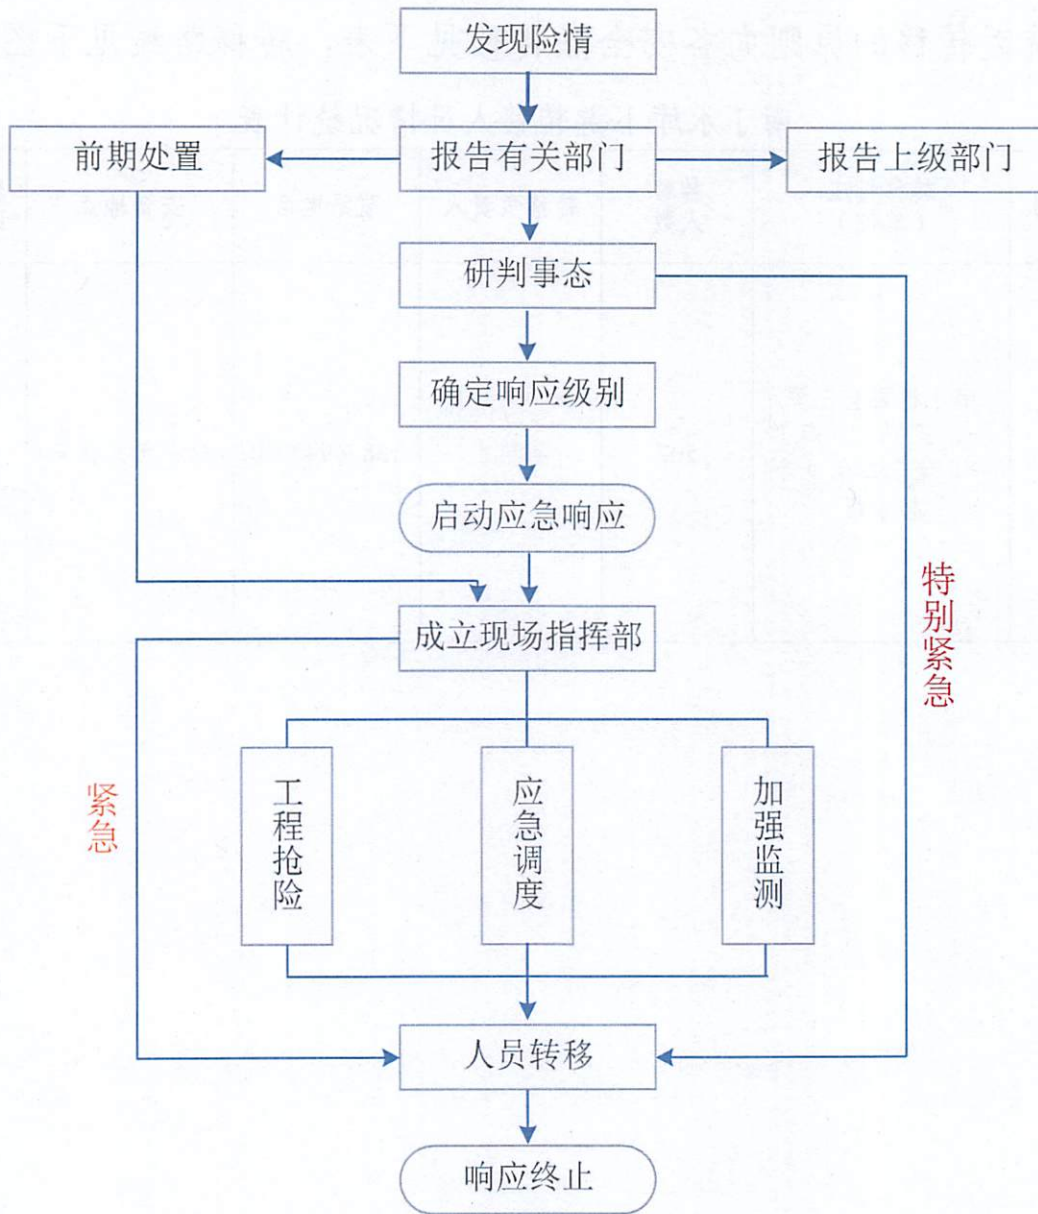 发现险情
前期处置
报告有关部门
报告上级部门
研判事态
确定响应级别
启动应急响应
特别紧急
成立现场指挥部
紧急
工程抢险
应急调度
加强监测
人员转移
响应终止